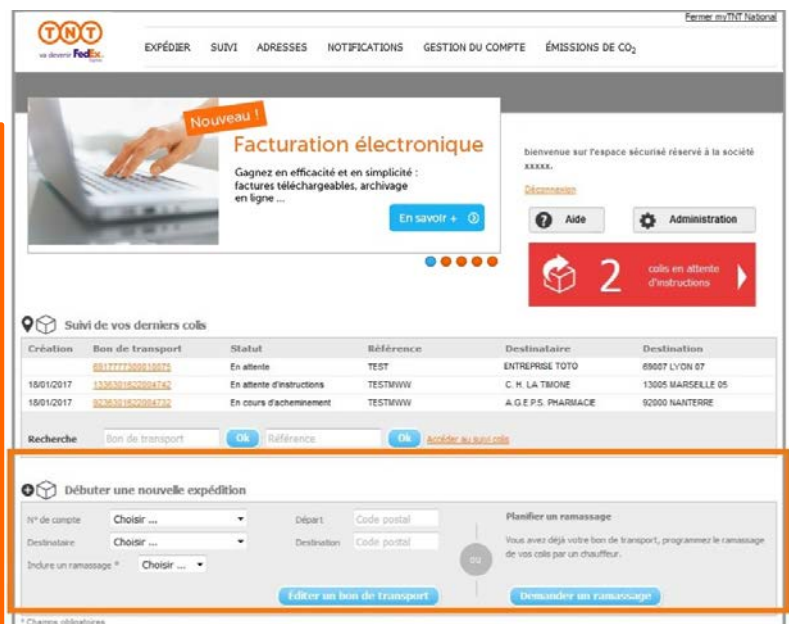 Fermer myTNT National
TNT
va devenir FedEx
EXPÉDIER SUIVI ADRESSES NOTIFICATIONS GESTION DU COMPTE ÉMISSIONS DE CO2
Nouveau !
Facturation électronique
Gagnez en efficacité et en simplicité :
factures téléchargeables, archivage
en ligne ...
En savoir +
bienvenue sur l'espace sécurisé réservé à la société
xxxxx.
Déconnexion
Aide
Administration
2 colis en attente
d'instructions
Suivi de vos derniers colis
Création Bon de transport Statut Référence Destinataire Destination
En attente TEST ENTREPRISE TOTO 69007 LYON 07
18/01/2017 1336301622004742 En attente d'instructions TESTMWW C. H. LA TIMONE 13005 MARSEILLE 05
18/01/2017 9236301622004732 En cours d'acheminement TESTMWW A.G.E.P.S. PHARMACIE 92000 NANTERRE
Recherche Bon de transport Ok Référence Ok Accéder au suivi colis
Débuter une nouvelle expédition
N° de compte Choisir ... Départ Code postal
Destinataire Choisir ... Destination Code postal
Inclure un ramassage * Choisir ...
Éditer un bon de transport
ou
Planifier un ramassage
Vous avez déjà votre bon de transport, programmez le ramassage
de vos colis par un chauffeur.
Demander un ramassage
* Champs obligatoires